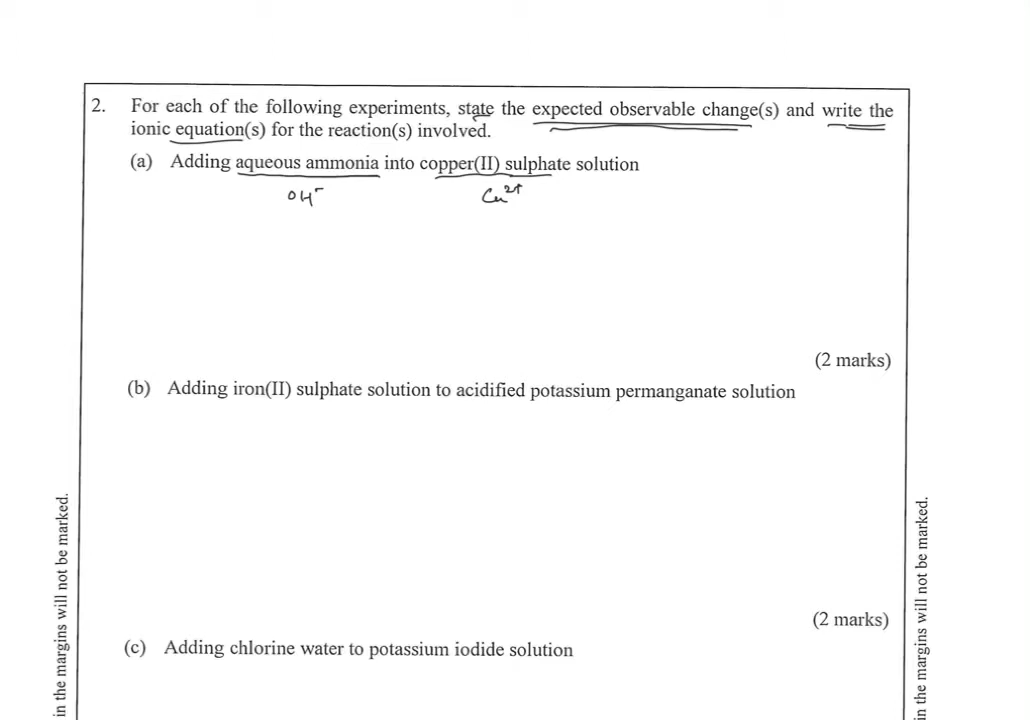 2. For each of the following experiments, state the expected observable change(s) and write the
ionic equation(s) for the reaction(s) involved.
(a) Adding aqueous ammonia into copper(II) sulphate solution
OH⁻ Cu²⁺
(2 marks)
(b) Adding iron(II) sulphate solution to acidified potassium permanganate solution
in the margins will not be marked.
in the margins will not be marked.
(2 marks)
(c) Adding chlorine water to potassium iodide solution